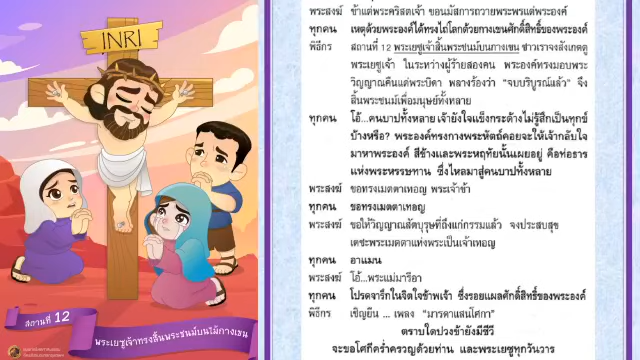 INRI
สถานที่ 12
พระเยซูเจ้าทรงสิ้นพระชนม์บนไม้กางเขน
พระสงฆ์ ข้าแต่พระคริสตเจ้า ขอนมัสการถวายพระพรแด่พระองค์
ทุกคน เหตุด้วยพระองค์ได้ทรงไถ่โลกด้วยกางเขนศักดิ์สิทธิ์ของพระองค์
พิธีกร สถานที่ 12 พระเยซูเจ้าสิ้นพระชนม์บนกางเขน ชาวเราจงสังเกตดู
พระเยซูเจ้า ในระหว่างผู้ร้ายสองคน พระองค์ทรงมอบพระ
วิญญาณคืนแด่พระบิดา พลางร้องว่า “จบบริบูรณ์แล้ว” จึง
สิ้นพระชนม์เพื่อมนุษย์ทั้งหลาย
ทุกคน โอ้...คนบาปทั้งหลาย เจ้ายังใจแข็งกระด้างไม่รู้สึกเป็นทุกข์
บ้างหรือ? พระองค์ทรงกางพระหัตถ์คอยจะให้เจ้ากลับใจ
มาหาพระองค์ สีข้างและพระหฤทัยนั้นเผยอยู่ คือท่อธาร
แห่งพระหรรษทาน ซึ่งไหลมาสู่คนบาปทั้งหลาย
พระสงฆ์ ขอทรงเมตตาเทอญ พระเจ้าข้า
ทุกคน ขอทรงเมตตาเทอญ
พระสงฆ์ ขอให้วิญญาณสัตบุรุษที่ถึงแก่กรรมแล้ว จงประสบสุข
เดชะพระเมตตาแห่งพระเป็นเจ้าเทอญ
ทุกคน อาแมน
พระสงฆ์ โอ้...พระแม่มารีอา
ทุกคน โปรดจารึกในจิตใจข้าพเจ้า ซึ่งรอยแผลศักดิ์สิทธิ์ของพระองค์
พิธีกร เชิญยืน ... เพลง “มารดาแสนโศกา”
ตราบใดปวงข้ายังมีชีวี
จะขอโศกีคร่ำครวญด้วยท่าน และพระเยซูทุกวันวาร